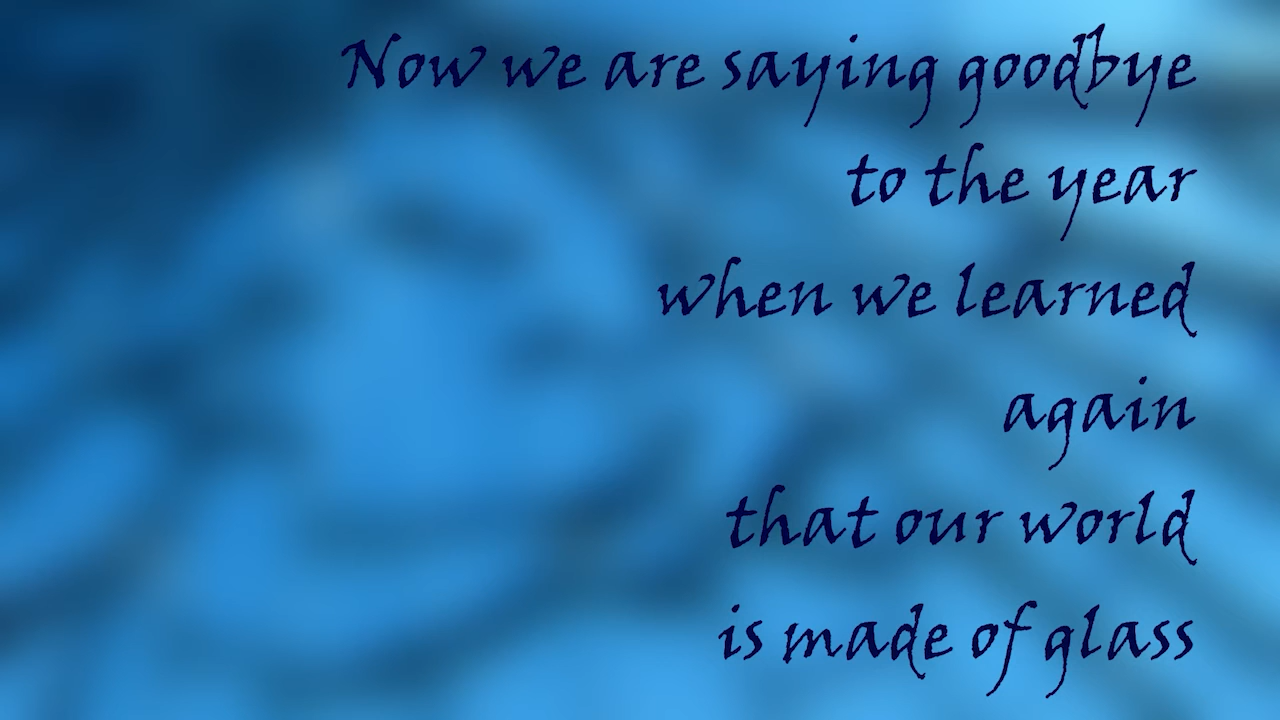 Now we are saying goodbye
to the year
when we learned
again
that our world
is made of glass